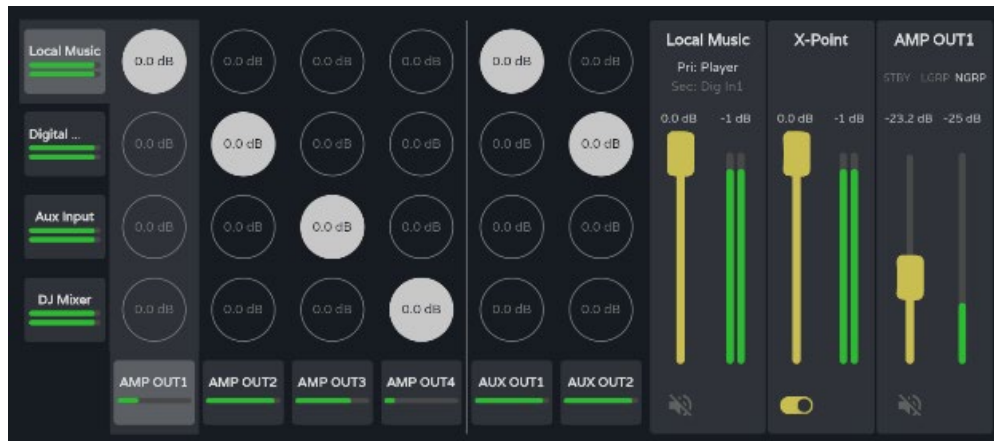 Local Music
0.0 dB 0.0 dB 0.0 dB 0.0 dB 0.0 dB 0.0 dB
Digital ...
0.0 dB 0.0 dB 0.0 dB 0.0 dB 0.0 dB 0.0 dB
Aux Input
0.0 dB 0.0 dB 0.0 dB 0.0 dB 0.0 dB 0.0 dB
DJ Mixer
0.0 dB 0.0 dB 0.0 dB 0.0 dB 0.0 dB 0.0 dB
AMP OUT1 AMP OUT2 AMP OUT3 AMP OUT4 AUX OUT1 AUX OUT2
Local Music
Pri: Player
Sec: Dig In1
0.0 dB -1 dB
X-Point
0.0 dB -1 dB
AMP OUT1
STBY LGRP NGRP
-23.2 dB -25 dB